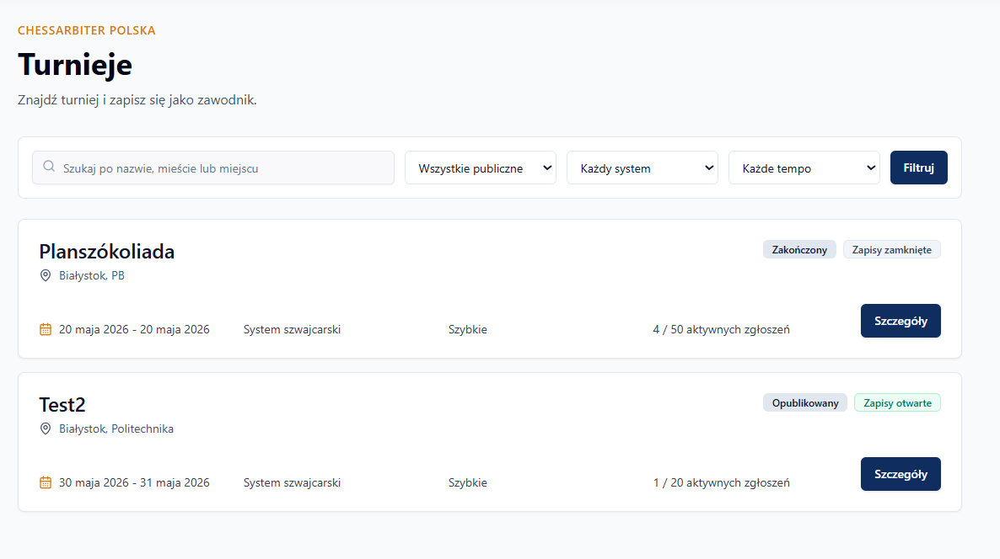 CHESSARBITER POLSKA
Turnieje
Znajdź turniej i zapisz się jako zawodnik.
Szukaj po nazwie, mieście lub miejscu
Wszystkie publiczne
Każdy system
Każde tempo
Filtruj
Planszókoliada
Zakończony
Zapisy zamknięte
Białystok, PB
20 maja 2026 - 20 maja 2026
System szwajcarski
Szybkie
4 / 50 aktywnych zgłoszeń
Szczegóły
Test2
Opublikowany
Zapisy otwarte
Białystok, Politechnika
30 maja 2026 - 31 maja 2026
System szwajcarski
Szybkie
1 / 20 aktywnych zgłoszeń
Szczegóły